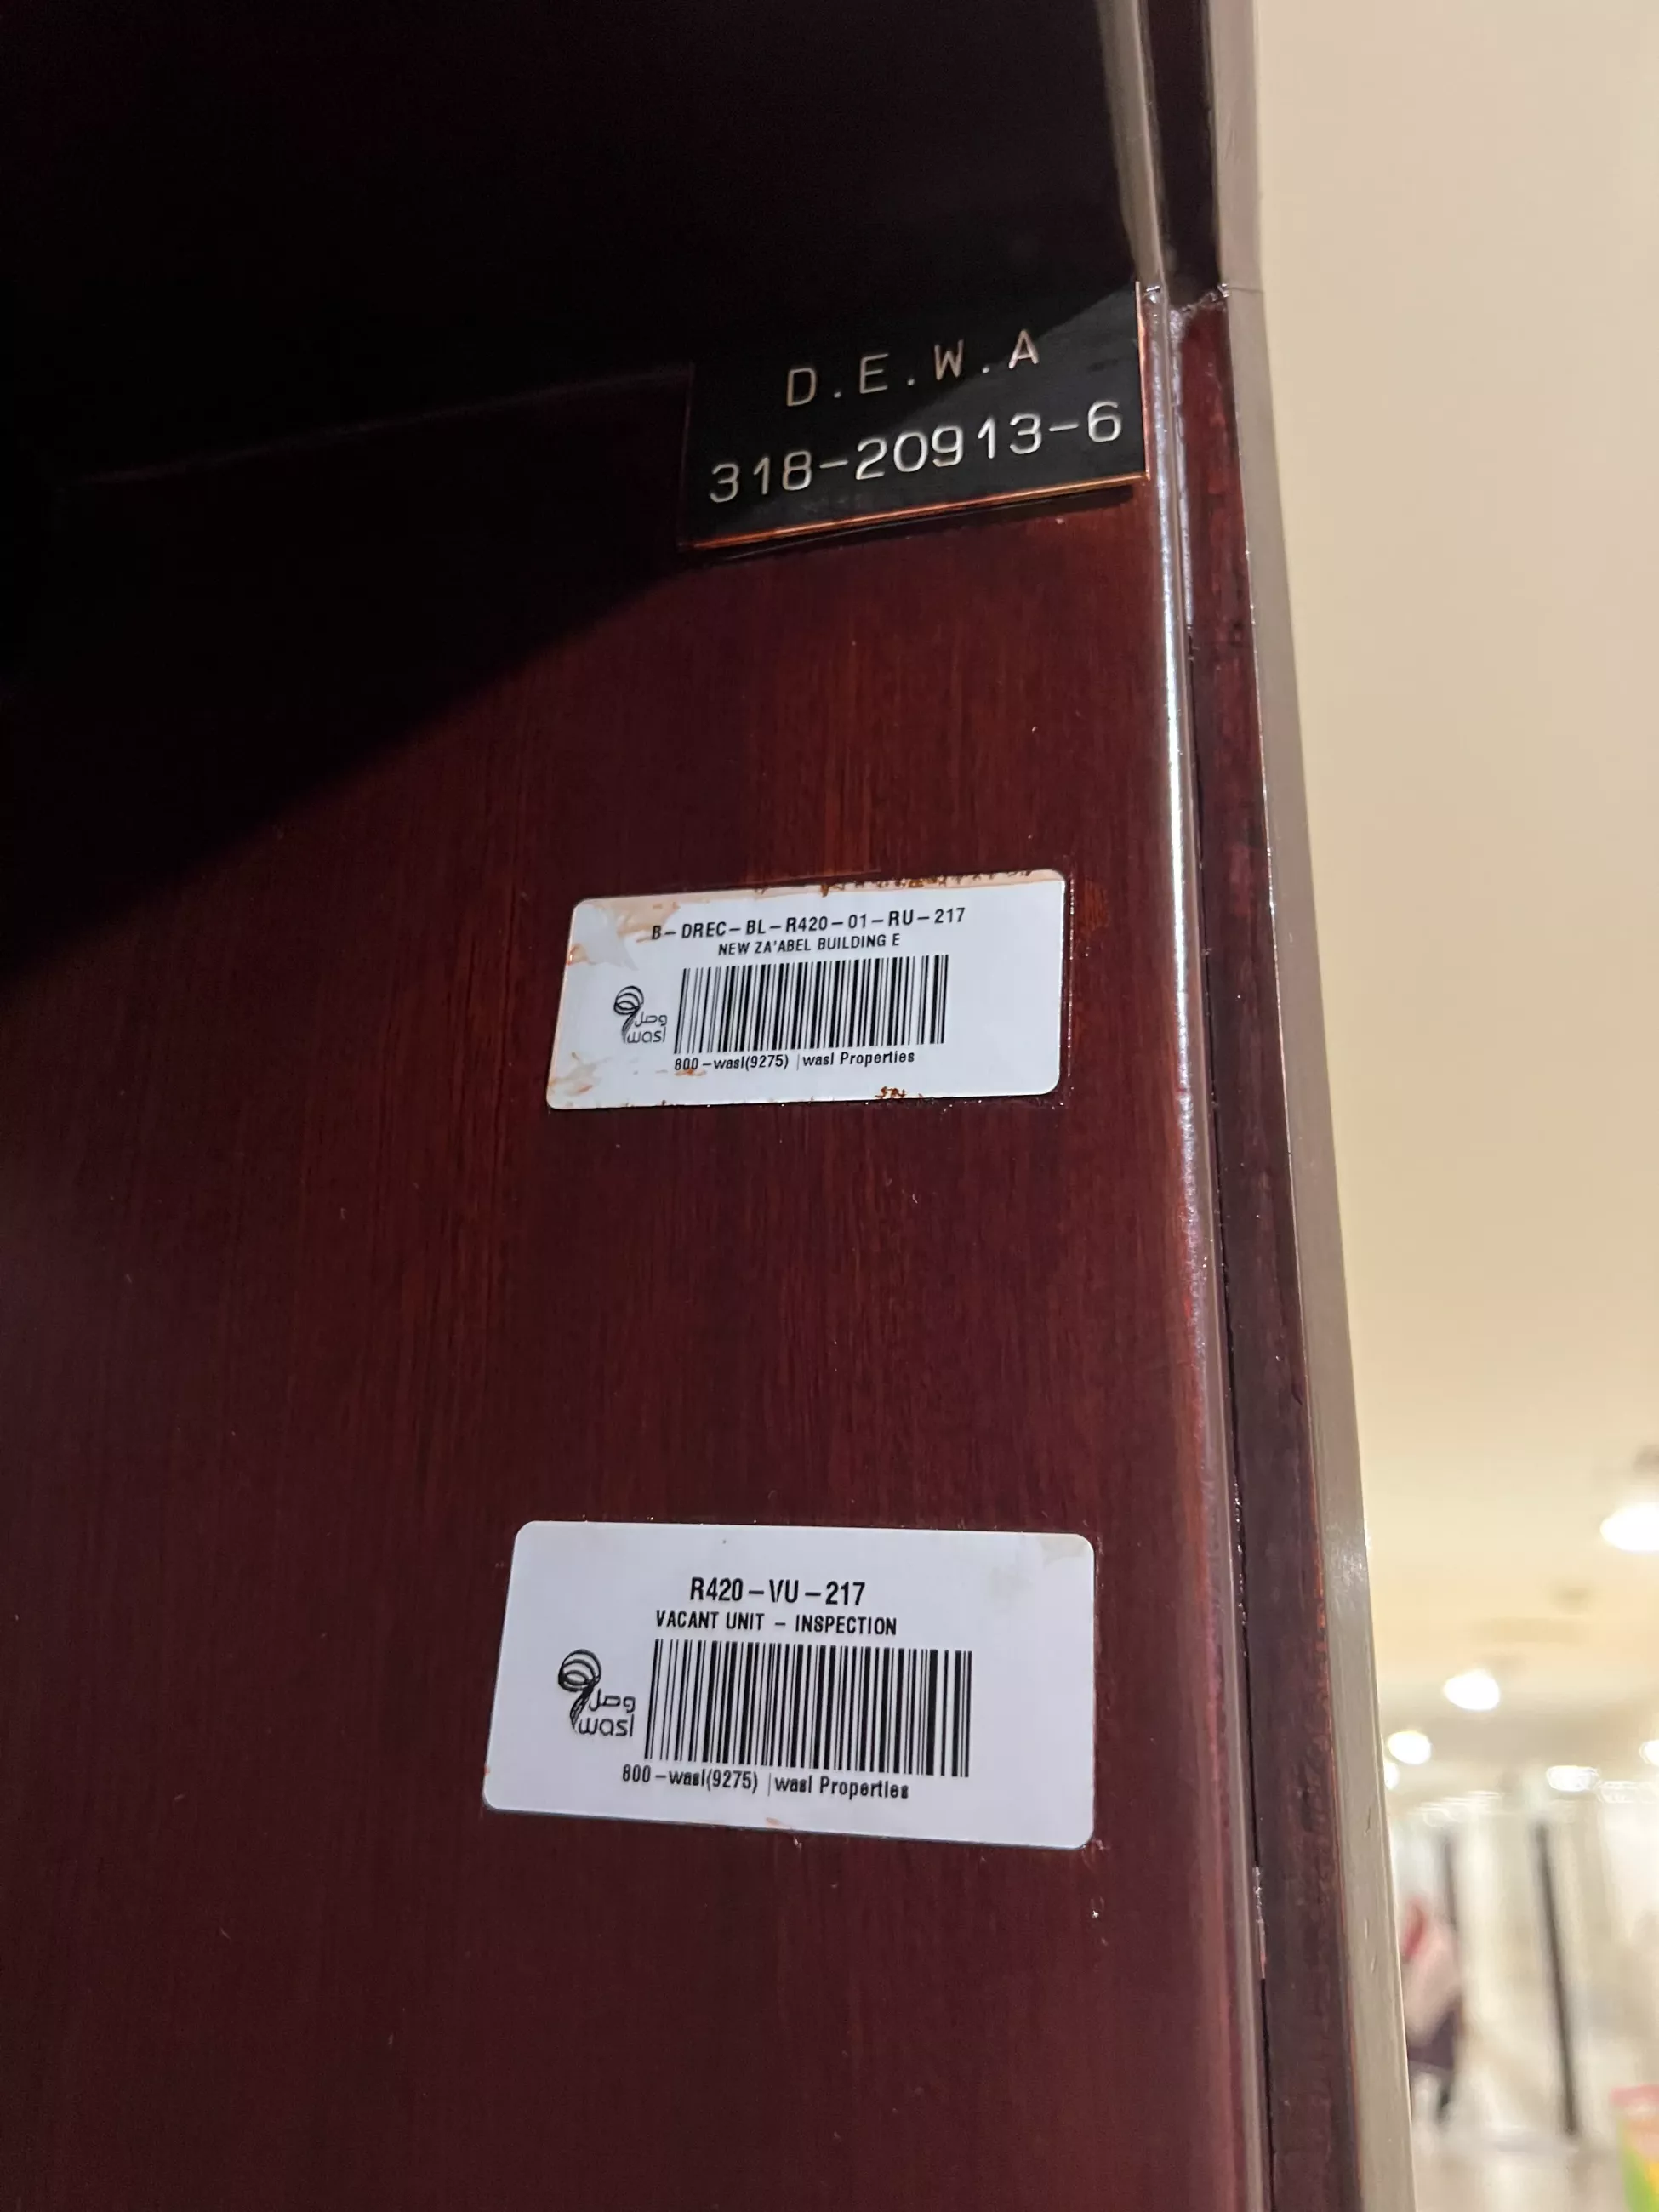 D.E.W.A
318-20913-6
B-DREC-BL-R420-01-RU-217
NEW ZA'ABEL BUILDING E
وصل
wasl
800-wasl(9275) |wasl Properties
R420-VU-217
VACANT UNIT - INSPECTION
وصل
wasl
800-wasl(9275) |wasl Properties